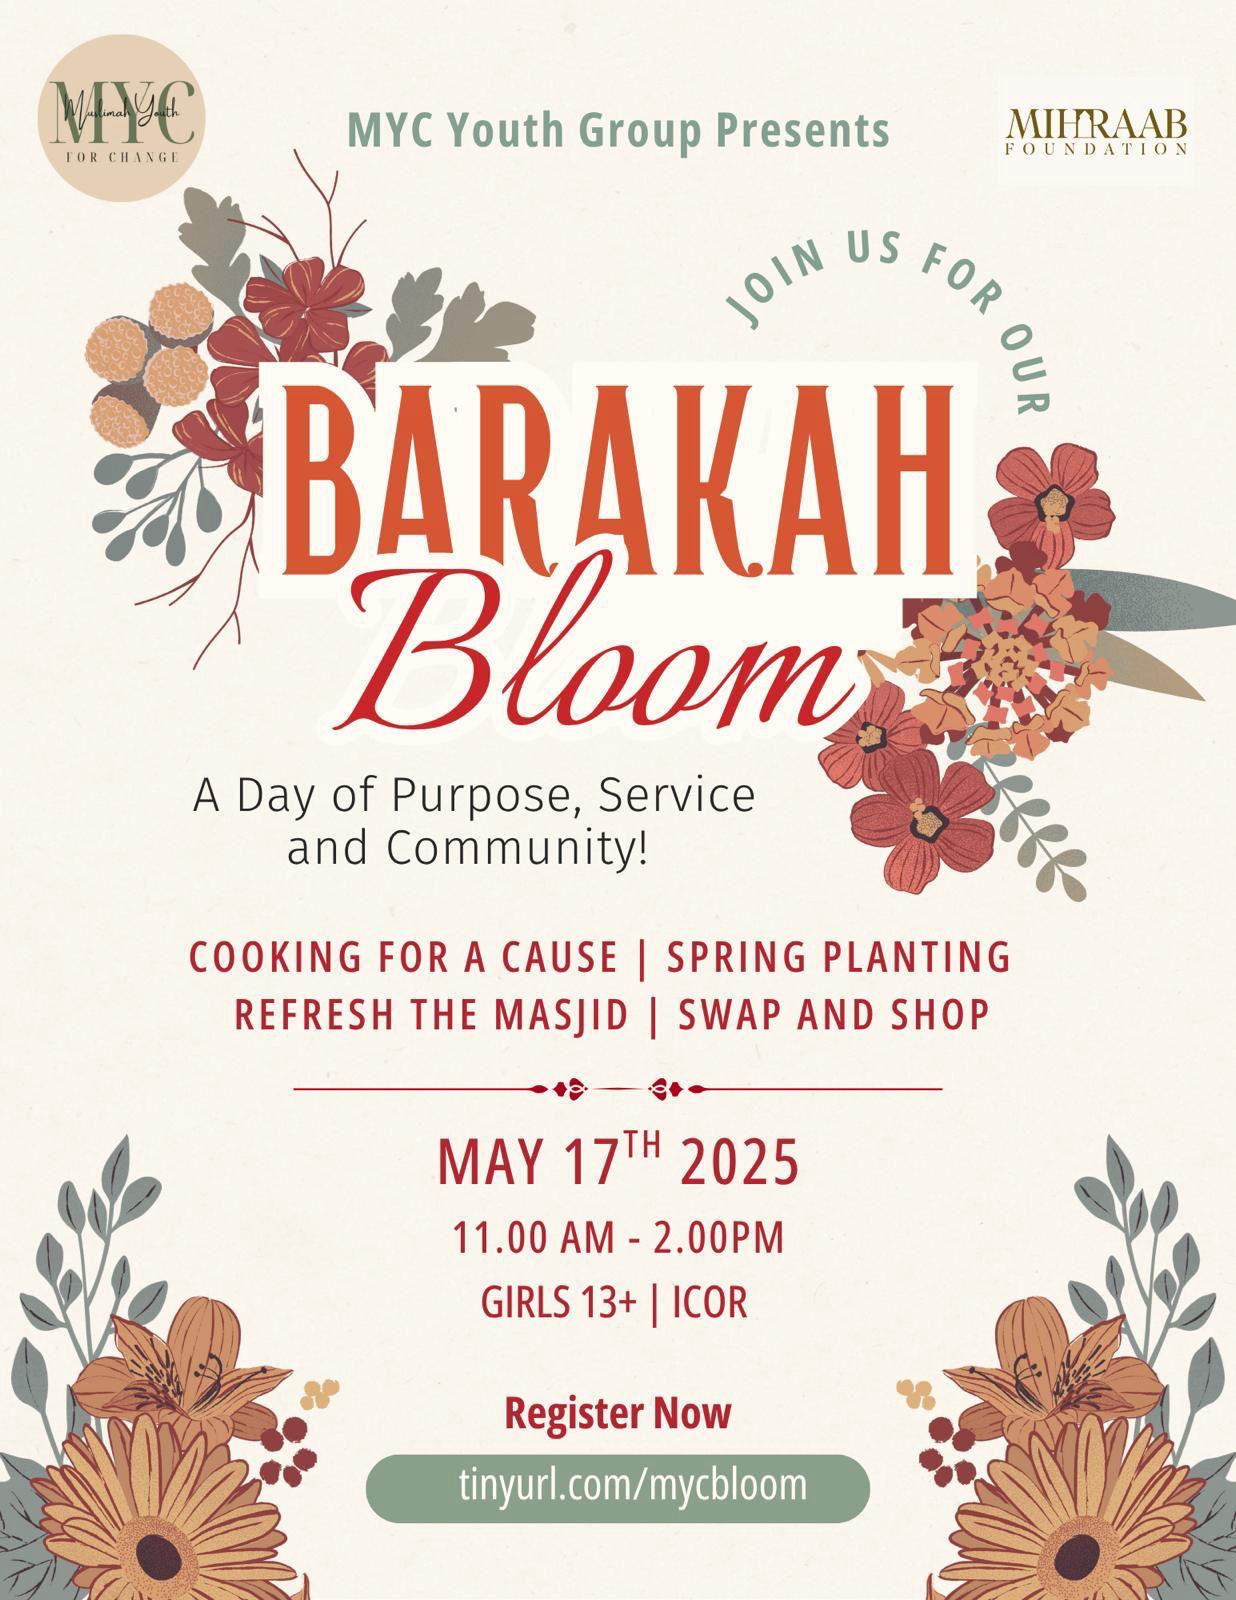 MYC
Muslimah Youth
FOR CHANGE
MYC Youth Group Presents
MIHRAAB
FOUNDATION
JOIN US FOR OUR
BARAKAH
Bloom
A Day of Purpose, Service
and Community!
COOKING FOR A CAUSE | SPRING PLANTING
REFRESH THE MASJID | SWAP AND SHOP
MAY 17TH 2025
11.00 AM - 2.00PM
GIRLS 13+ | ICOR
Register Now
tinyurl.com/mycbloom